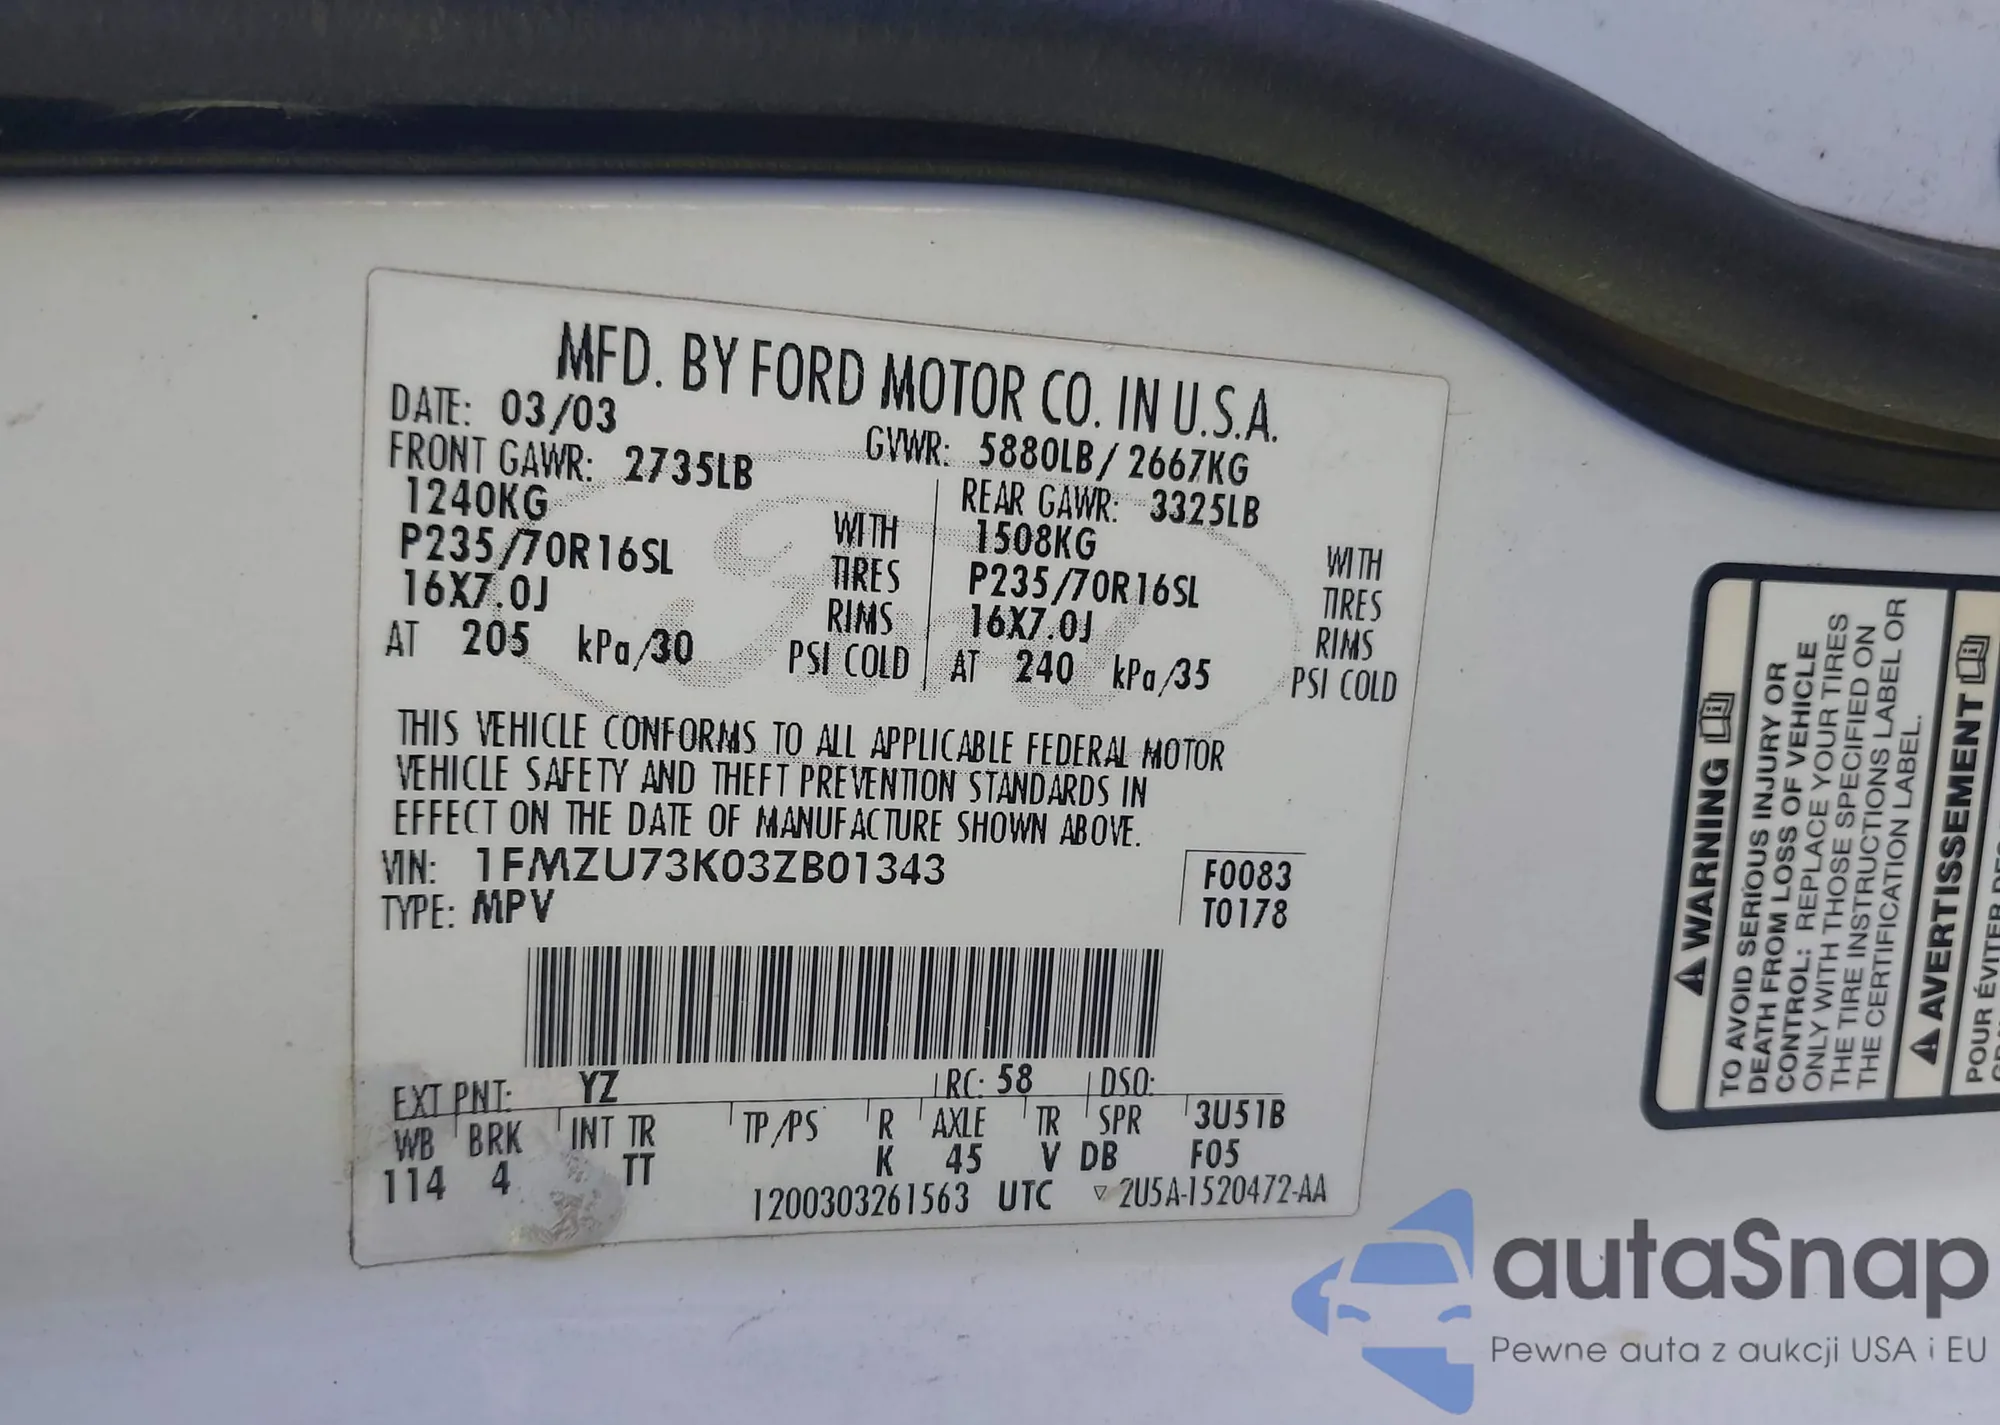 MFD. BY FORD MOTOR CO. IN U.S.A.
DATE: 03/03
GVWR: 5880LB / 2667KG
FRONT GAWR: 2735LB
1240KG WITH
P235/70R16SL TIRES
16X7.0J RIMS
AT 205 kPa/30 PSI COLD
REAR GAWR: 3325LB
1508KG WITH
P235/70R16SL TIRES
16X7.0J RIMS
AT 240 kPa/35 PSI COLD
THIS VEHICLE CONFORMS TO ALL APPLICABLE FEDERAL MOTOR
VEHICLE SAFETY AND THEFT PREVENTION STANDARDS IN
EFFECT ON THE DATE OF MANUFACTURE SHOWN ABOVE.
VIN: 1FMZU73K03ZB01343
F0083
TYPE: MPV
T0178
EXT PNT: YZ RC: 58 DSO:
WB BRK INT TR TP/PS R AXLE TR SPR 3U51B
114 4 TT K 45 V DB F05
1200303261563 UTC ▽ 2U5A-1520472-AA
Ford
⚠ WARNING
TO AVOID SERIOUS INJURY OR
DEATH FROM LOSS OF VEHICLE
CONTROL: REPLACE YOUR TIRES
ONLY WITH THOSE SPECIFIED ON
THE TIRE INSTRUCTIONS LABEL OR
THE CERTIFICATION LABEL.
⚠ AVERTISSEMENT
POUR ÉVITER
autaSnap
Pewne auta z aukcji USA i EU